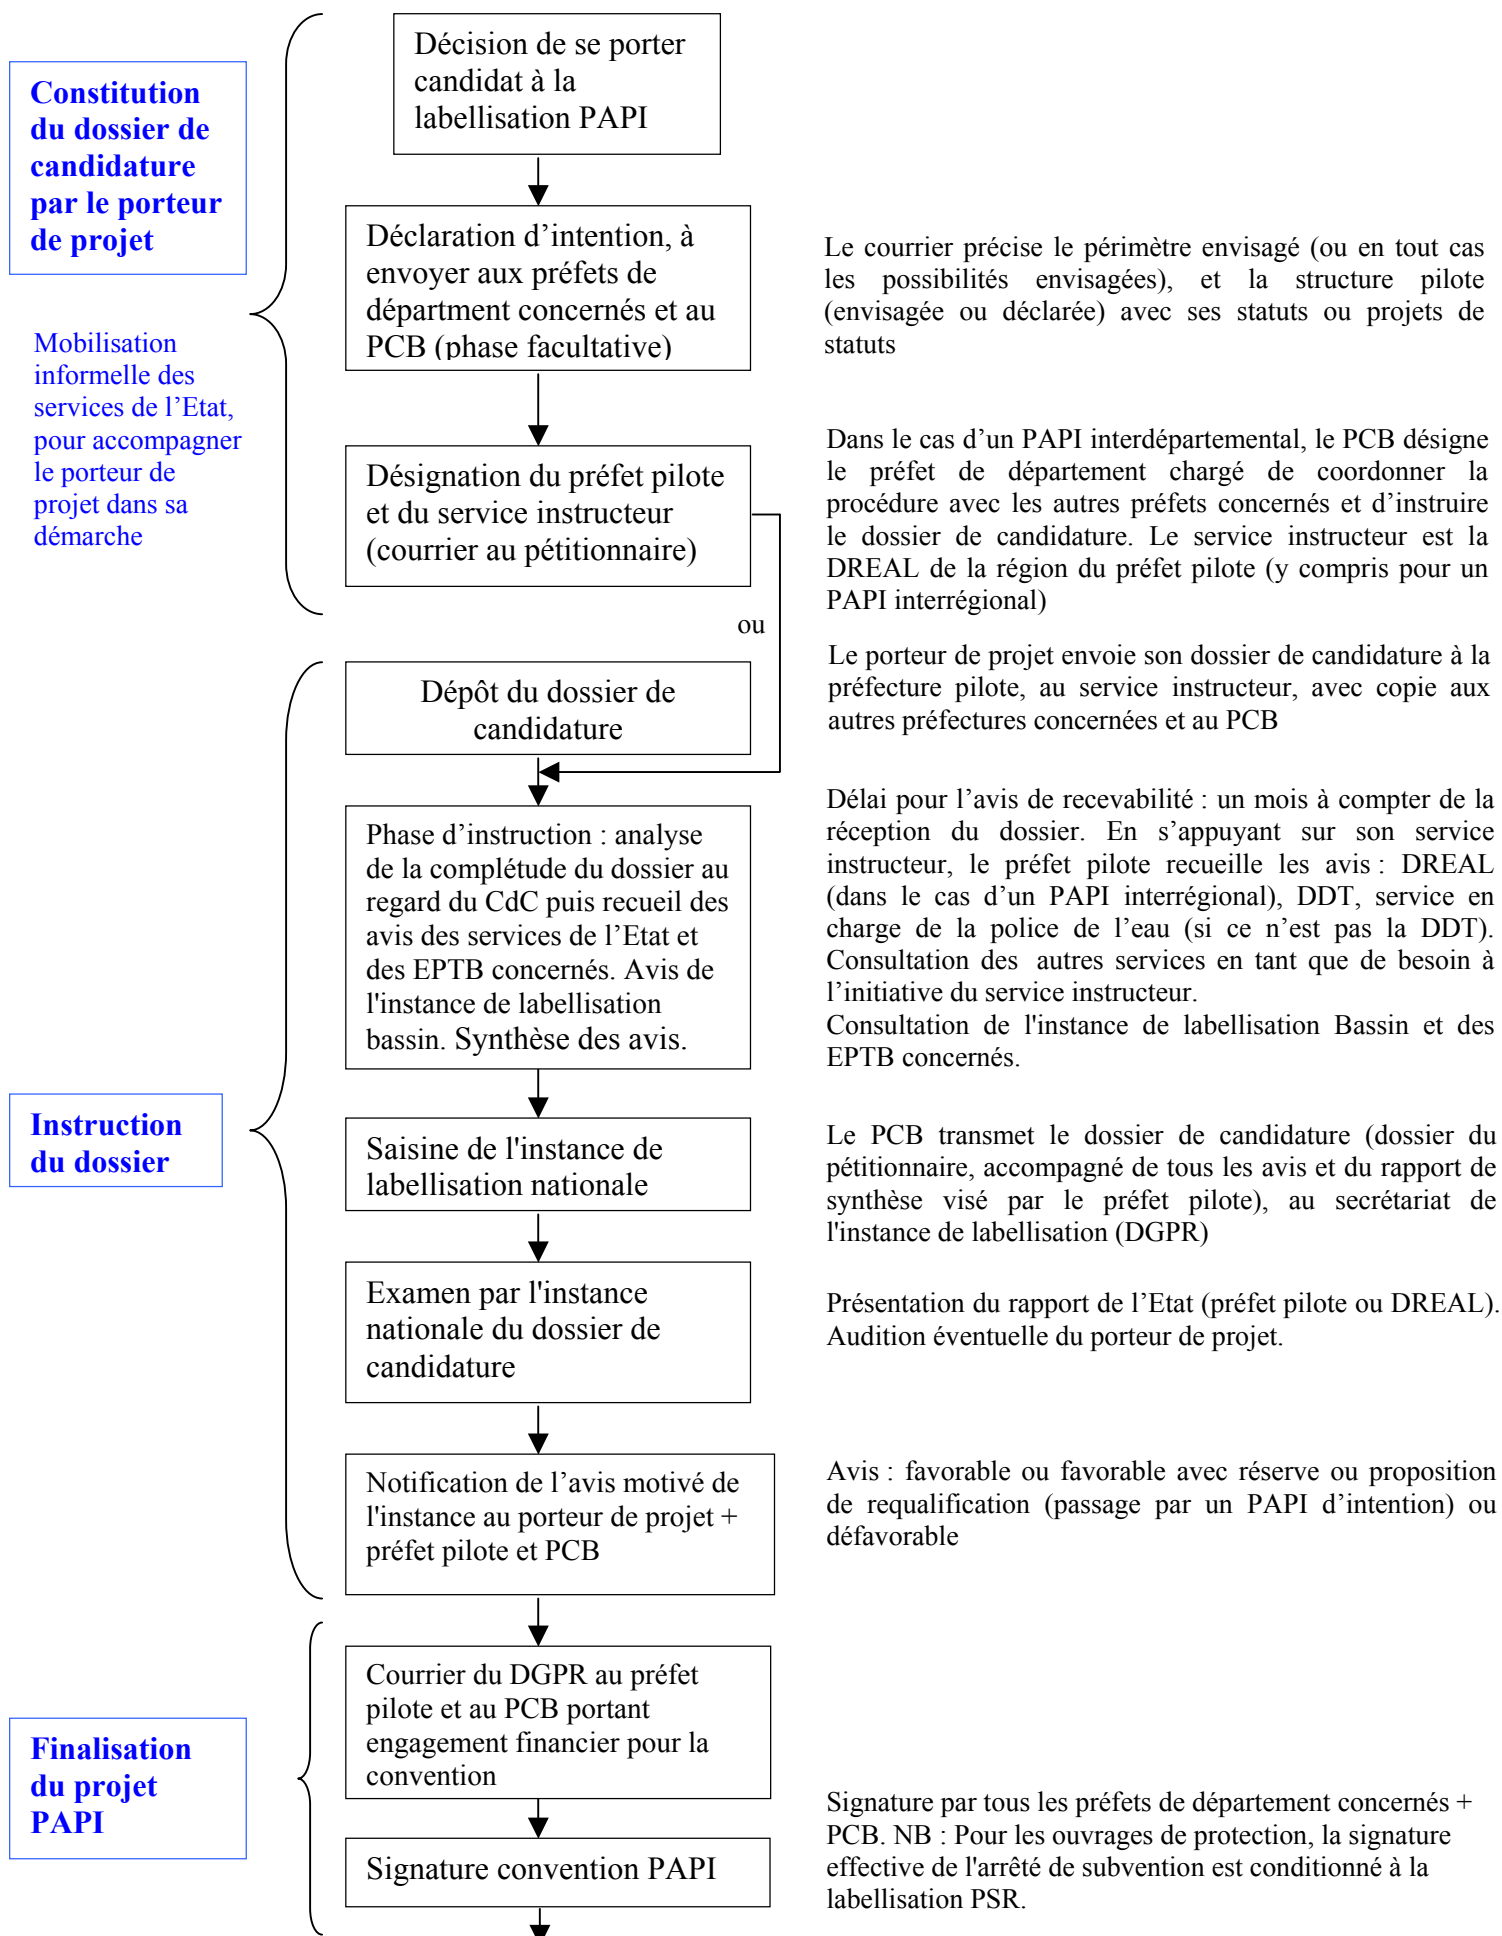 Constitution
du dossier de
candidature
par le porteur
de projet
Mobilisation
informelle des
services de l’Etat,
pour accompagner
le porteur de
projet dans sa
démarche
Décision de se porter
candidat à la
labellisation PAPI
Déclaration d’intention, à
envoyer aux préfets de
départment concernés et au
PCB (phase facultative)
Le courrier précise le périmètre envisagé (ou en tout cas
les possibilités envisagées), et la structure pilote
(envisagée ou déclarée) avec ses statuts ou projets de
statuts
Désignation du préfet pilote
et du service instructeur
(courrier au pétitionnaire)
Dans le cas d’un PAPI interdépartemental, le PCB désigne
le préfet de département chargé de coordonner la
procédure avec les autres préfets concernés et d’instruire
le dossier de candidature. Le service instructeur est la
DREAL de la région du préfet pilote (y compris pour un
PAPI interrégional)
ou
Instruction
du dossier
Dépôt du dossier de
candidature
Le porteur de projet envoie son dossier de candidature à la
préfecture pilote, au service instructeur, avec copie aux
autres préfectures concernées et au PCB
Phase d’instruction : analyse
de la complétude du dossier au
regard du CdC puis recueil des
avis des services de l’Etat et
des EPTB concernés. Avis de
l'instance de labellisation
bassin. Synthèse des avis.
Délai pour l’avis de recevabilité : un mois à compter de la
réception du dossier. En s’appuyant sur son service
instructeur, le préfet pilote recueille les avis : DREAL
(dans le cas d’un PAPI interrégional), DDT, service en
charge de la police de l’eau (si ce n’est pas la DDT).
Consultation des autres services en tant que de besoin à
l’initiative du service instructeur.
Consultation de l'instance de labellisation Bassin et des
EPTB concernés.
Saisine de l'instance de
labellisation nationale
Le PCB transmet le dossier de candidature (dossier du
pétitionnaire, accompagné de tous les avis et du rapport de
synthèse visé par le préfet pilote), au secrétariat de
l'instance de labellisation (DGPR)
Examen par l'instance
nationale du dossier de
candidature
Présentation du rapport de l’Etat (préfet pilote ou DREAL).
Audition éventuelle du porteur de projet.
Notification de l’avis motivé de
l'instance au porteur de projet +
préfet pilote et PCB
Avis : favorable ou favorable avec réserve ou proposition
de requalification (passage par un PAPI d’intention) ou
défavorable
Finalisation
du projet
PAPI
Courrier du DGPR au préfet
pilote et au PCB portant
engagement financier pour la
convention
Signature convention PAPI
Signature par tous les préfets de département concernés +
PCB. NB : Pour les ouvrages de protection, la signature
effective de l'arrêté de subvention est conditionné à la
labellisation PSR.